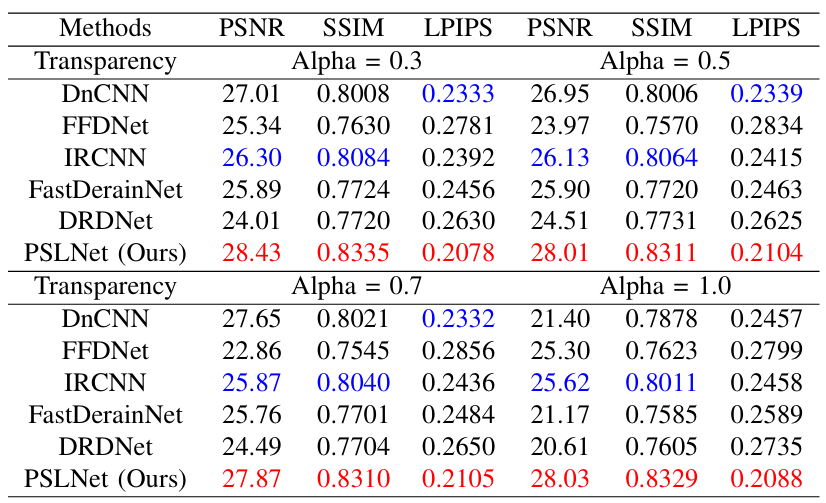 Methods PSNR SSIM LPIPS PSNR SSIM LPIPS
Transparency Alpha = 0.3 Alpha = 0.5
DnCNN 27.01 0.8008 0.2333 26.95 0.8006 0.2339
FFDNet 25.34 0.7630 0.2781 23.97 0.7570 0.2834
IRCNN 26.30 0.8084 0.2392 26.13 0.8064 0.2415
FastDerainNet 25.89 0.7724 0.2456 25.90 0.7720 0.2463
DRDNet 24.01 0.7720 0.2630 24.51 0.7731 0.2625
PSLNet (Ours) 28.43 0.8335 0.2078 28.01 0.8311 0.2104
Transparency Alpha = 0.7 Alpha = 1.0
DnCNN 27.65 0.8021 0.2332 21.40 0.7878 0.2457
FFDNet 22.86 0.7545 0.2856 25.30 0.7623 0.2799
IRCNN 25.87 0.8040 0.2436 25.62 0.8011 0.2458
FastDerainNet 25.76 0.7701 0.2484 21.17 0.7585 0.2589
DRDNet 24.49 0.7704 0.2650 20.61 0.7605 0.2735
PSLNet (Ours) 27.87 0.8310 0.2105 28.03 0.8329 0.2088